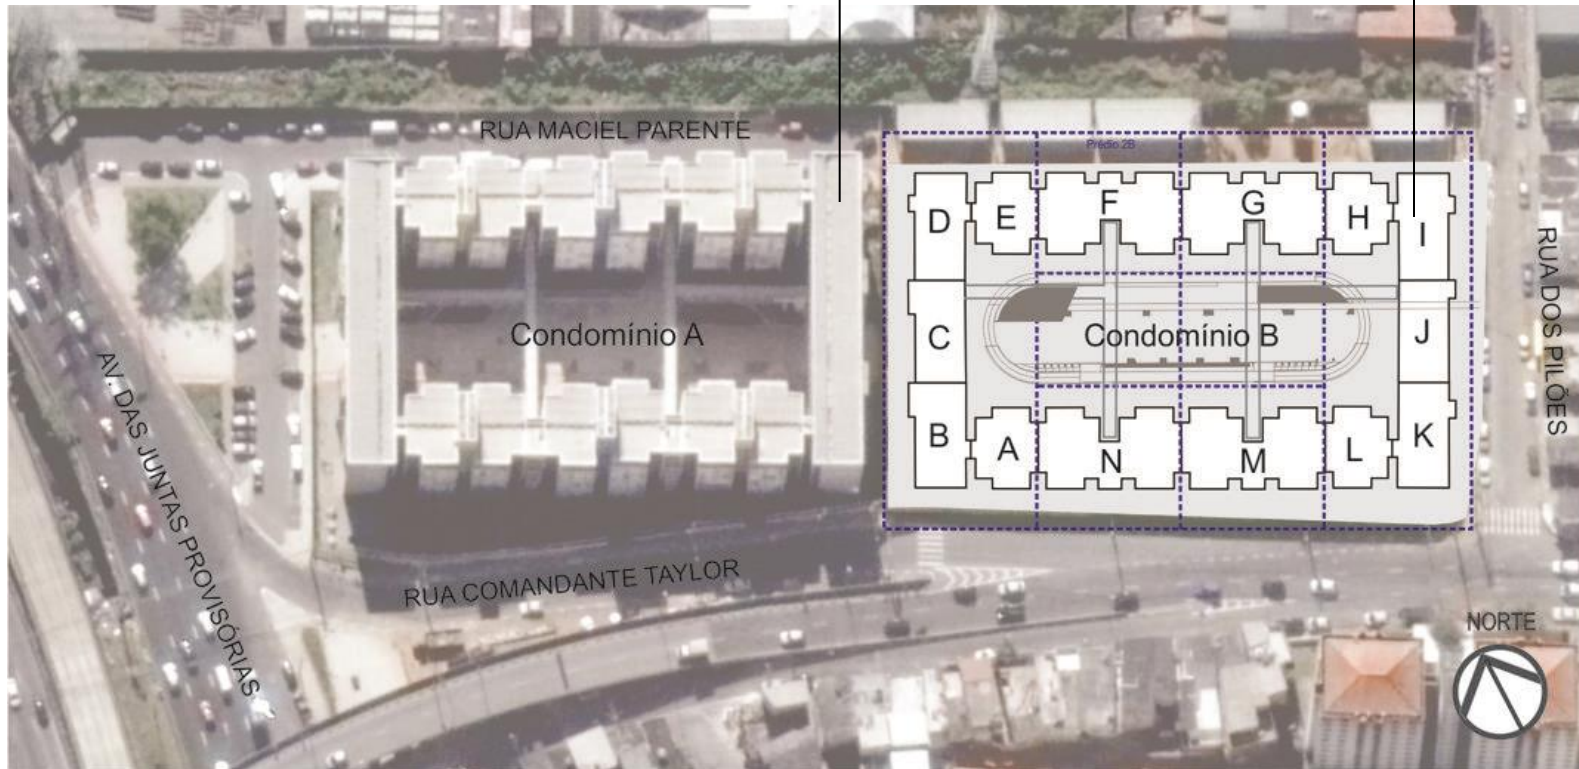 RUA MACIEL PARENTE
Prédio 2B
D
E
F
G
H
I
RUA DOS PILÕES
Condomínio A
C
Condomínio B
J
AV. DAS JUNTAS PROVISÓRIAS
B
A
N
M
L
K
RUA COMANDANTE TAYLOR
NORTE